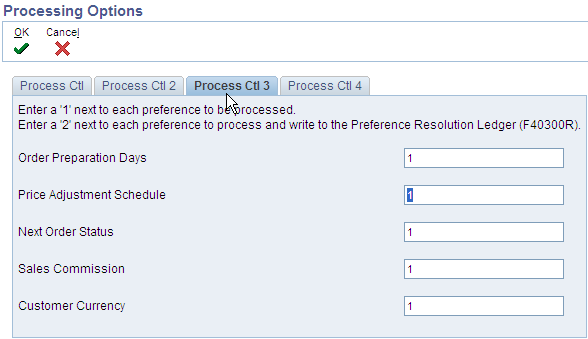 Processing Options
OK Cancel
Process Ctl Process Ctl 2 Process Ctl 3 Process Ctl 4
Enter a '1' next to each preference to be processed.
Enter a '2' next to each preference to process and write to the Preference Resolution Ledger (F40300R).
Order Preparation Days 1
Price Adjustment Schedule 1
Next Order Status 1
Sales Commission 1
Customer Currency 1